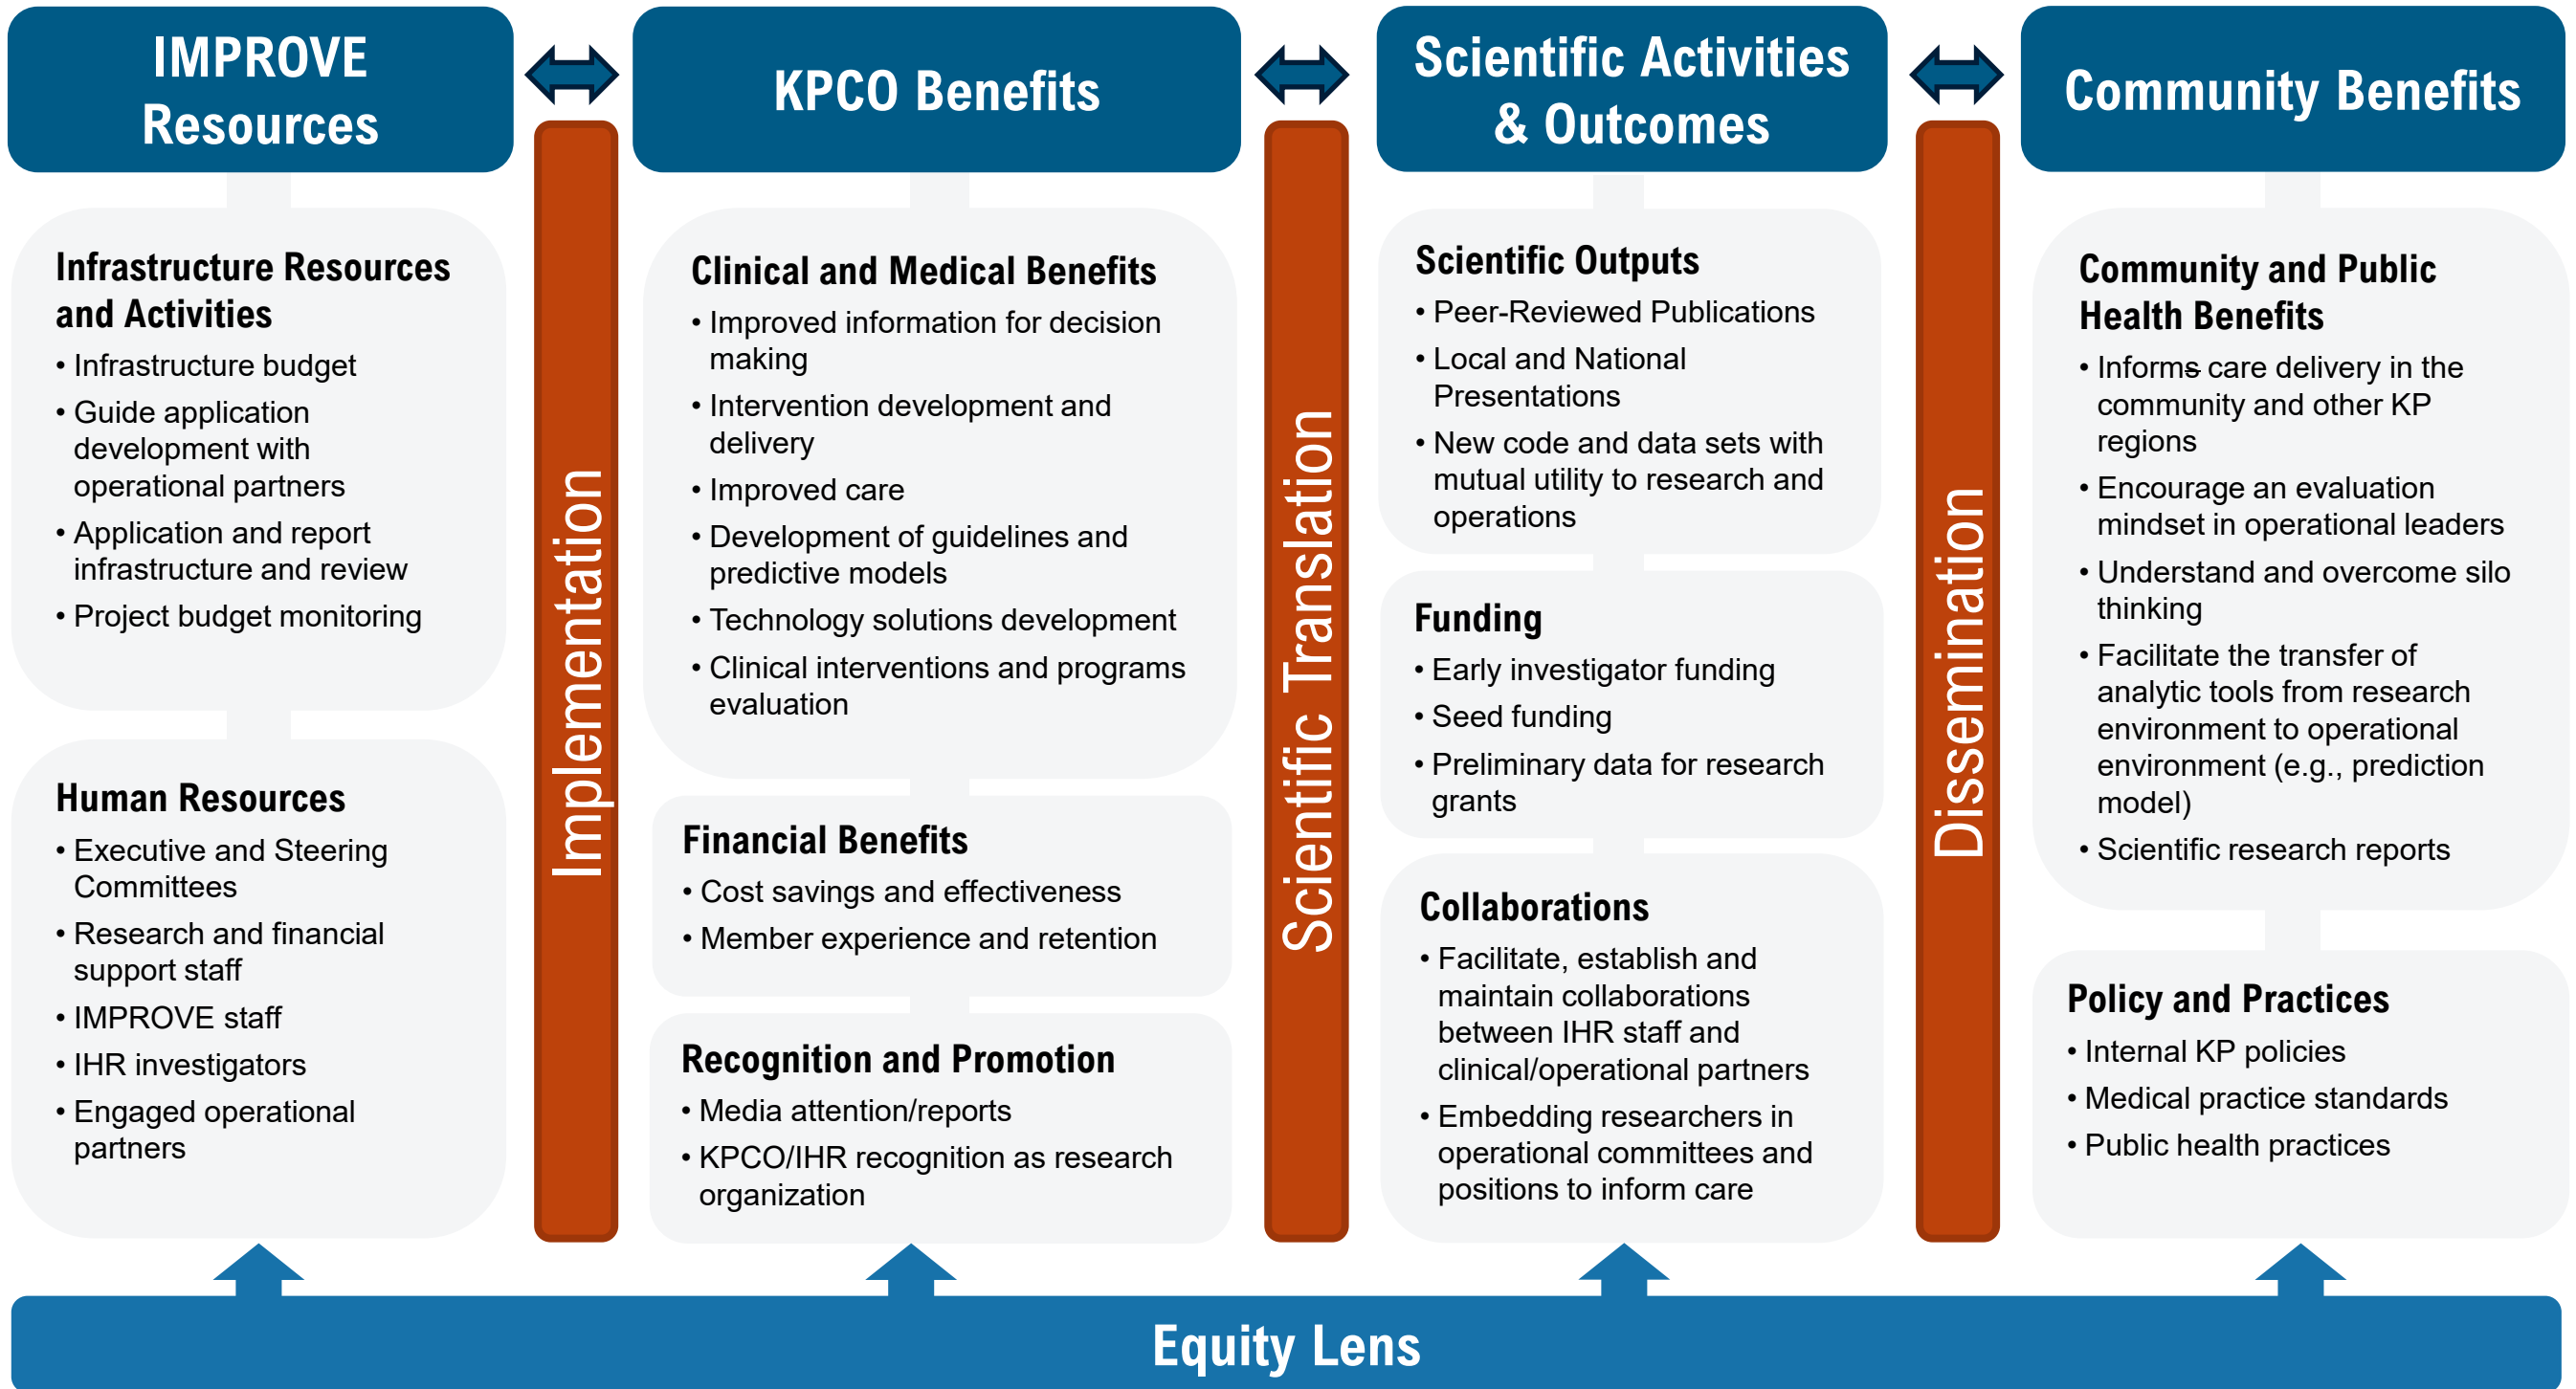 IMPROVE
Resources
Infrastructure Resources
and Activities
• Infrastructure budget
• Guide application
development with
operational partners
• Application and report
infrastructure and review
• Project budget monitoring
Human Resources
• Executive and Steering
Committees
• Research and financial
support staff
• IMPROVE staff
• IHR investigators
• Engaged operational
partners
Implementation
KPCO Benefits
Clinical and Medical Benefits
• Improved information for decision
making
• Intervention development and
delivery
• Improved care
• Development of guidelines and
predictive models
• Technology solutions development
• Clinical interventions and programs
evaluation
Financial Benefits
• Cost savings and effectiveness
• Member experience and retention
Recognition and Promotion
• Media attention/reports
• KPCO/IHR recognition as research
organization
Scientific Translation
Scientific Activities
& Outcomes
Scientific Outputs
• Peer-Reviewed Publications
• Local and National
Presentations
• New code and data sets with
mutual utility to research and
operations
Funding
• Early investigator funding
• Seed funding
• Preliminary data for research
grants
Collaborations
• Facilitate, establish and
maintain collaborations
between IHR staff and
clinical/operational partners
• Embedding researchers in
operational committees and
positions to inform care
Dissemination
Community Benefits
Community and Public
Health Benefits
• Informs care delivery in the
community and other KP
regions
• Encourage an evaluation
mindset in operational leaders
• Understand and overcome silo
thinking
• Facilitate the transfer of
analytic tools from research
environment to operational
environment (e.g., prediction
model)
• Scientific research reports
Policy and Practices
• Internal KP policies
• Medical practice standards
• Public health practices
Equity Lens